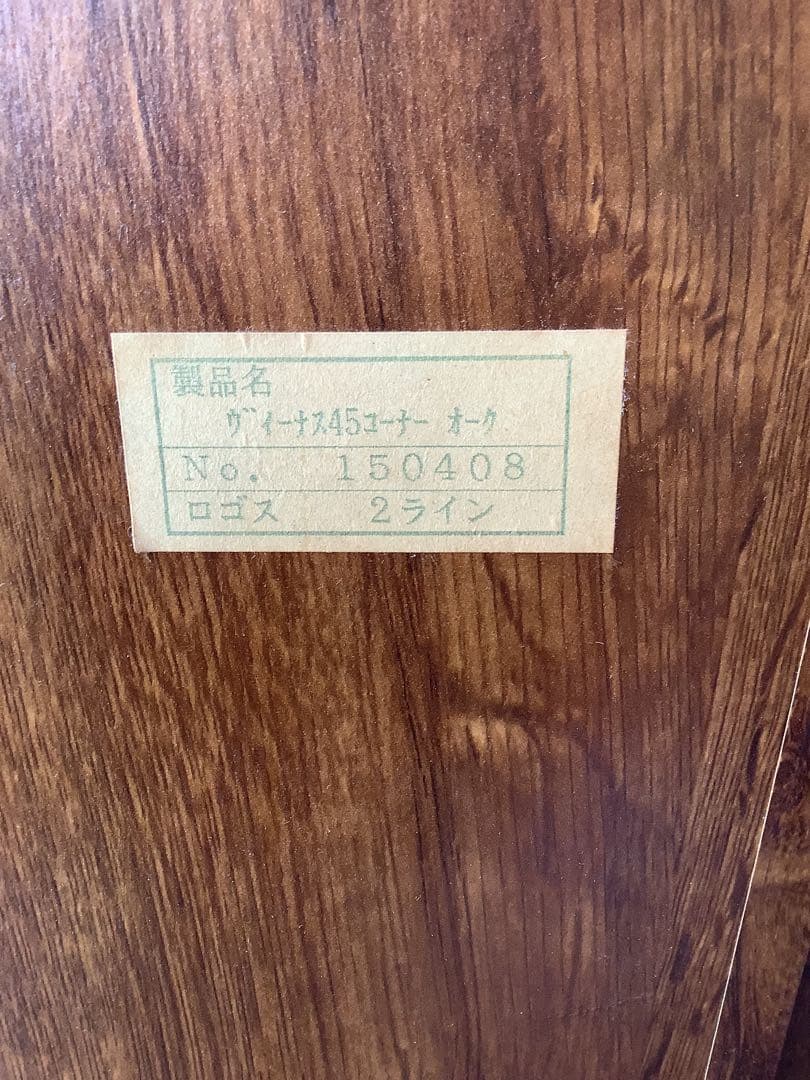 製品名
ｳﾞｨｰﾅｽ45ｺｰﾅｰ ｵｰｸ
Ｎｏ． １５０４０８
ロゴス ２ライン